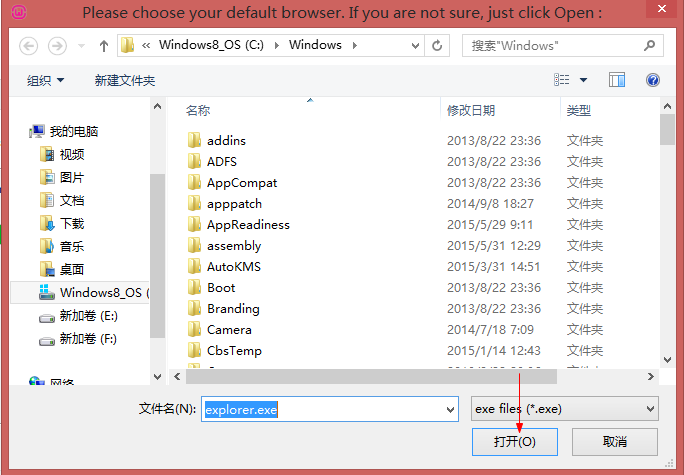 Please choose your default browser. If you are not sure, just click Open :
« Windows8_OS (C:) Windows
搜索"Windows"
组织 新建文件夹
名称 修改日期 类型
我的电脑
视频
图片
文档
下载
音乐
桌面
Windows8_OS (
新加卷 (E:)
新加卷 (F:)
网络
addins 2013/8/22 23:36 文件夹
ADFS 2013/8/22 23:36 文件夹
AppCompat 2013/8/22 23:36 文件夹
apppatch 2014/9/8 18:27 文件夹
AppReadiness 2015/5/29 9:11 文件夹
assembly 2015/5/31 12:29 文件夹
AutoKMS 2015/3/31 14:51 文件夹
Boot 2013/8/22 23:36 文件夹
Branding 2013/8/22 23:36 文件夹
Camera 2014/7/18 7:09 文件夹
CbsTemp 2015/1/14 12:43 文件夹
文件名(N): explorer.exe exe files (*.exe)
打开(O) 取消